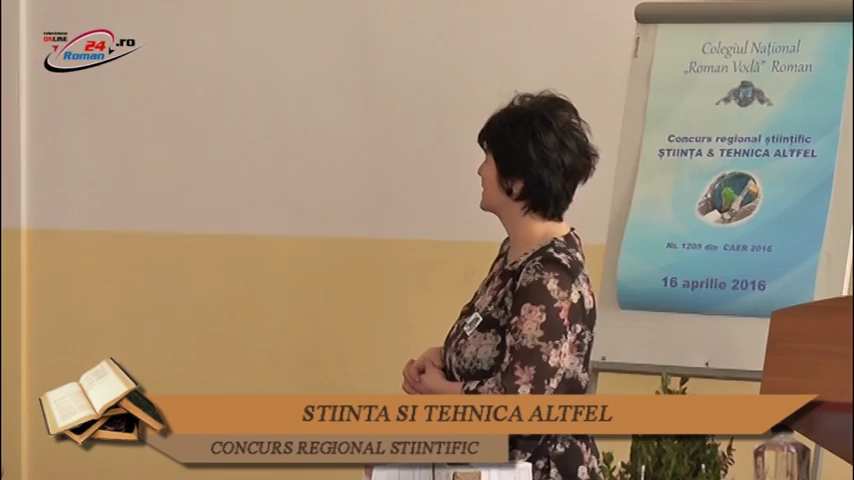 ONLINE
Roman 24 .ro
Colegiul Național
„Roman Vodă” Roman
Concurs regional științific
ȘTIINȚA & TEHNICA ALTFEL
Nr. 1205 din CAER 2016
16 aprilie 2016
STIINTA SI TEHNICA ALTFEL
CONCURS REGIONAL STIINTIFIC